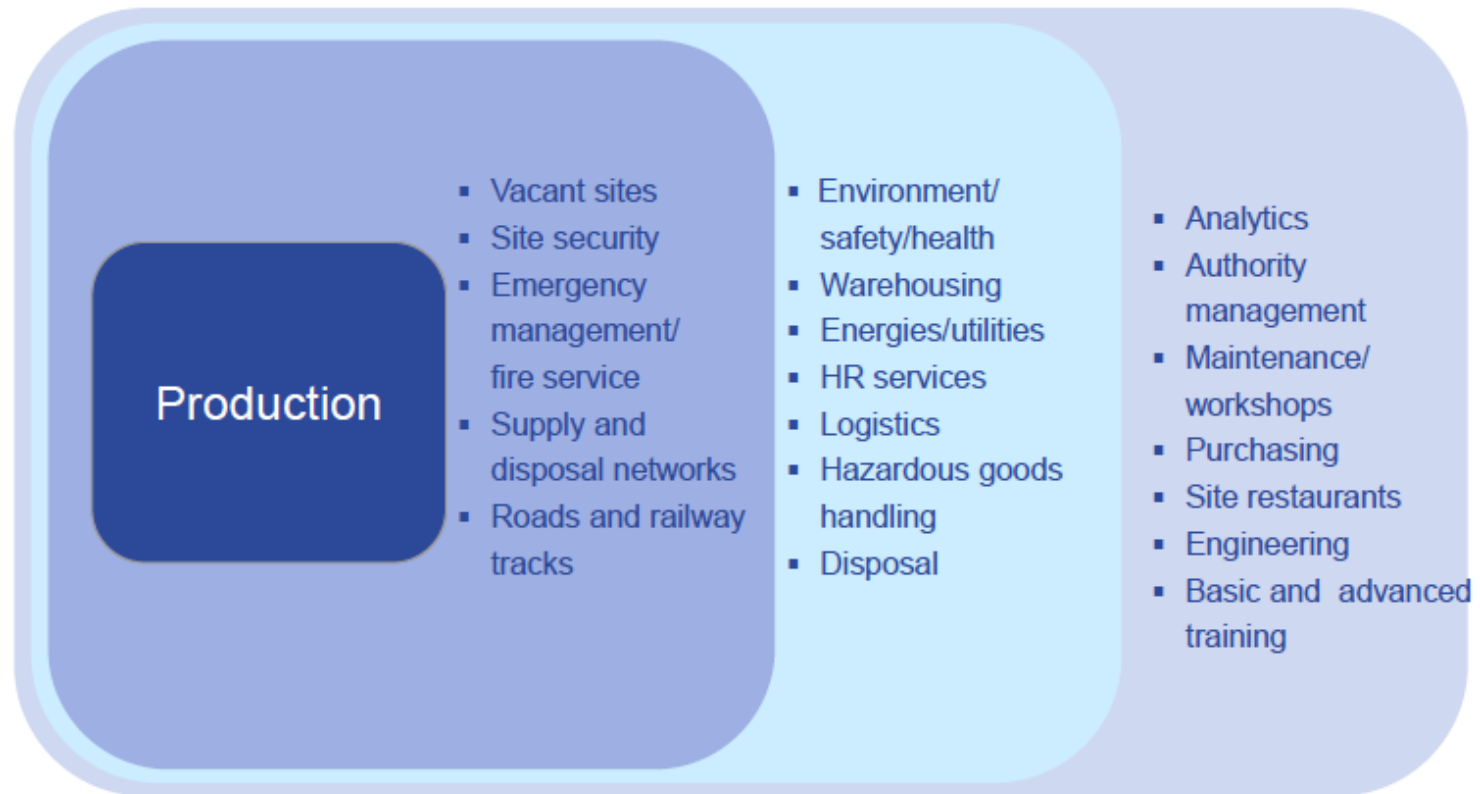 Production
▪ Vacant sites
▪ Site security
▪ Emergency
management/
fire service
▪ Supply and
disposal networks
▪ Roads and railway
tracks
▪ Environment/
safety/health
▪ Warehousing
▪ Energies/utilities
▪ HR services
▪ Logistics
▪ Hazardous goods
handling
▪ Disposal
▪ Analytics
▪ Authority
management
▪ Maintenance/
workshops
▪ Purchasing
▪ Site restaurants
▪ Engineering
▪ Basic and  advanced
training